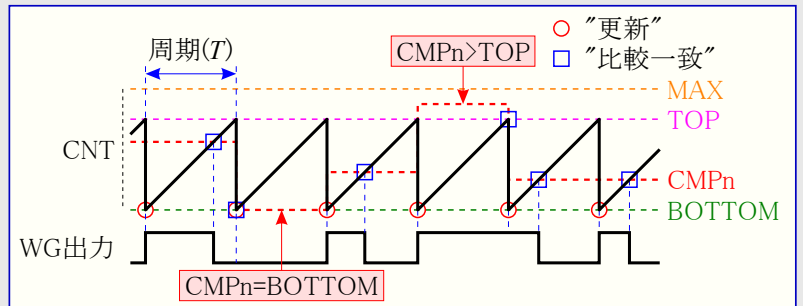 周期(T)
CMPn>TOP
"更新"
"比較一致"
MAX
TOP
CNT
CMPn
BOTTOM
WG出力
CMPn=BOTTOM